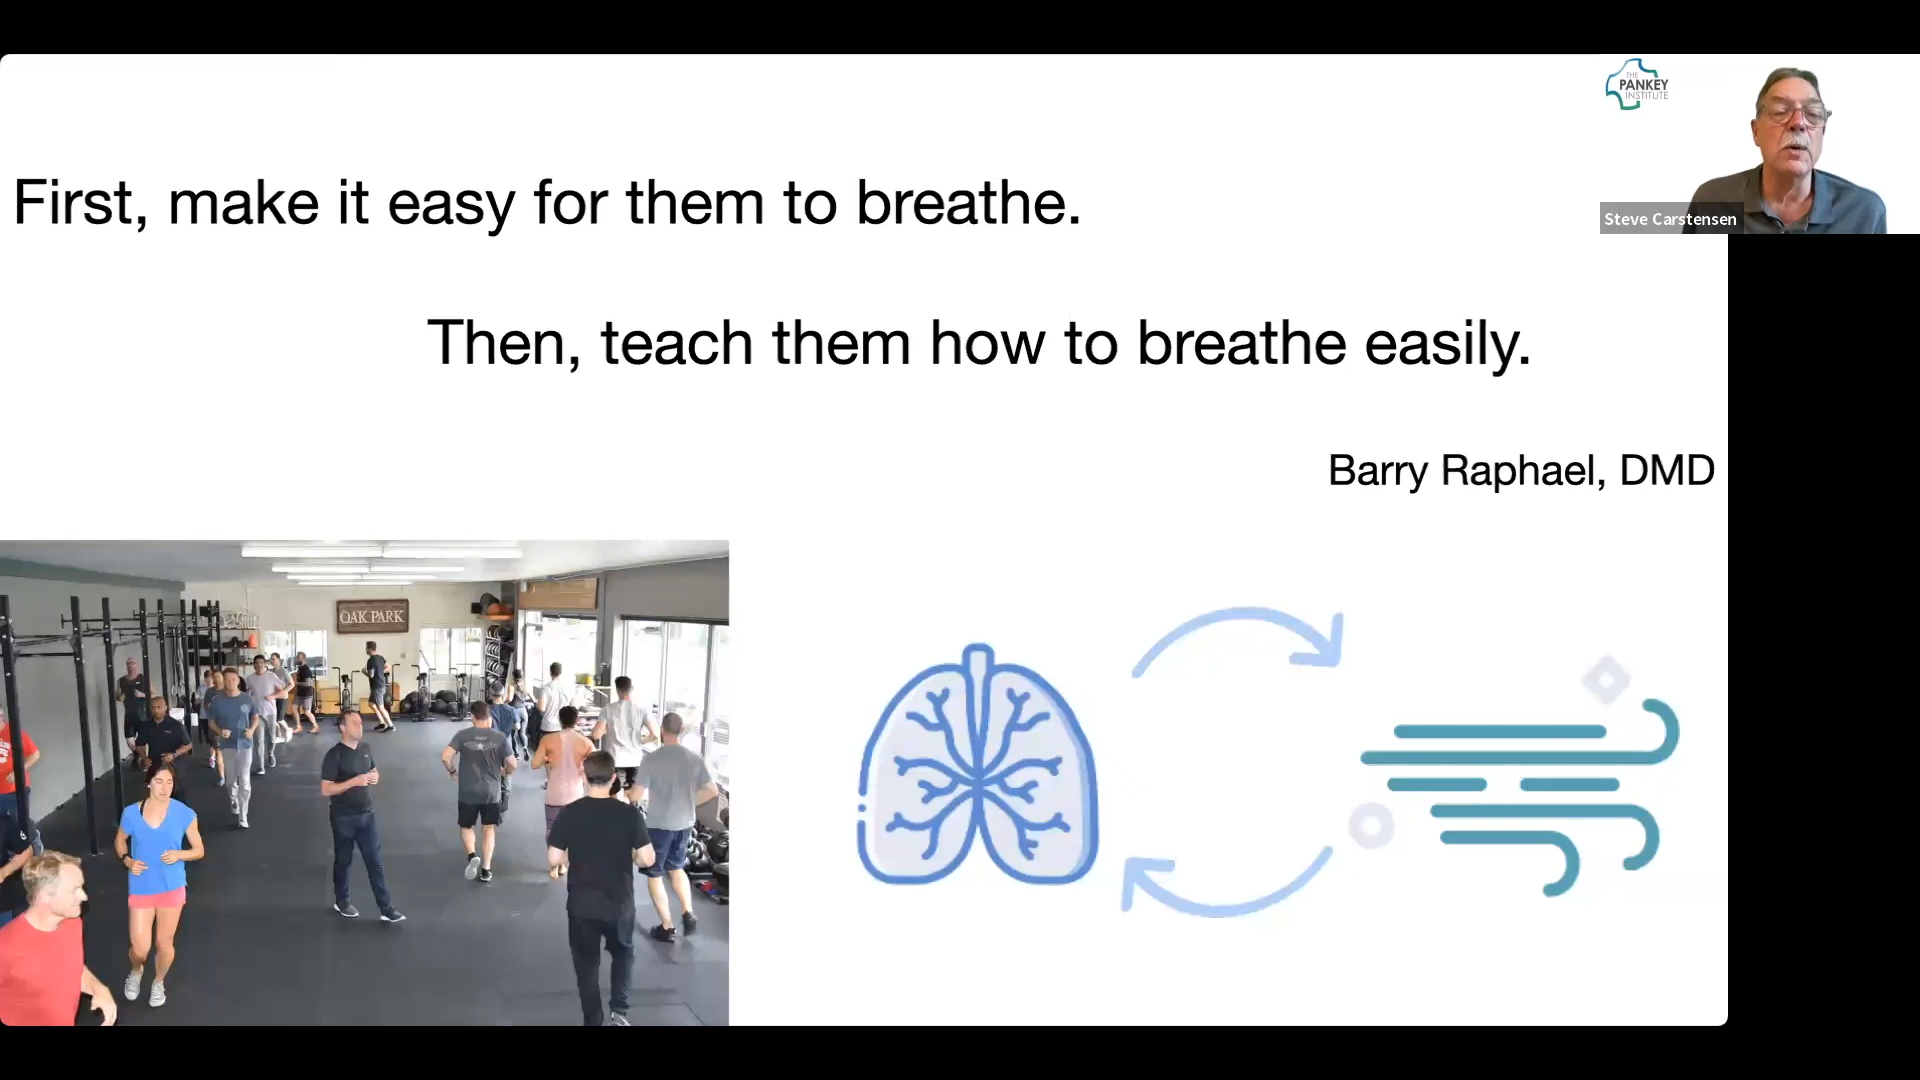 THE
PANKEY
INSTITUTE
Steve Carstensen
First, make it easy for them to breathe.
Then, teach them how to breathe easily.
Barry Raphael, DMD
OAK PARK